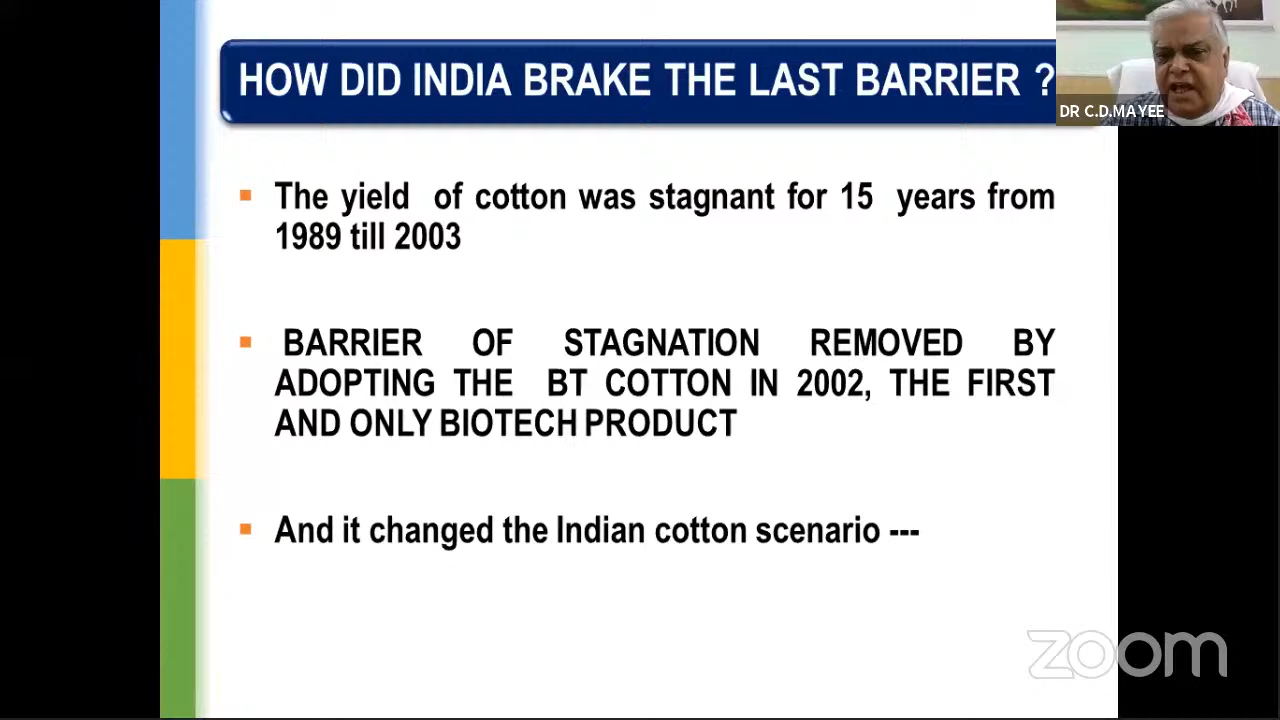 HOW DID INDIA BRAKE THE LAST BARRIER ?
DR C.D.MAYEE
The yield of cotton was stagnant for 15 years from
1989 till 2003
BARRIER OF STAGNATION REMOVED BY
ADOPTING THE BT COTTON IN 2002, THE FIRST
AND ONLY BIOTECH PRODUCT
And it changed the Indian cotton scenario ---
zoom